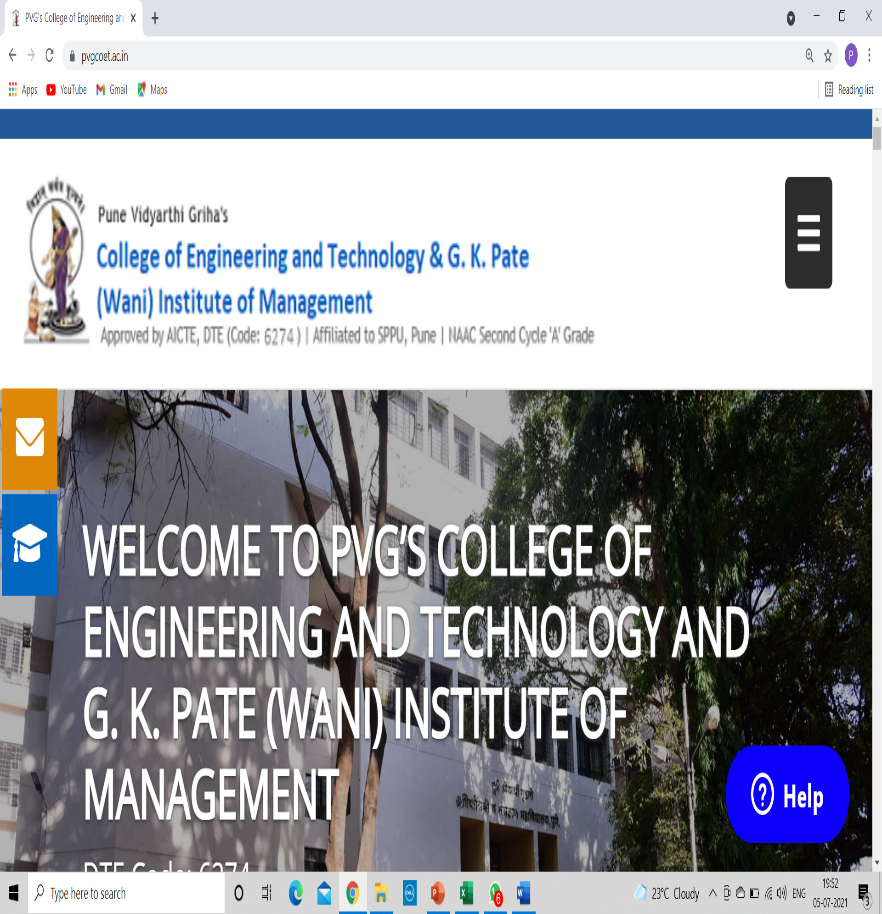 PVG's College of Engineering an
pvgcoet.ac.in
P
Apps
YouTube
Gmail
Maps
Reading list
Pune Vidyarthi Griha's
College of Engineering and Technology & G. K. Pate
(Wani) Institute of Management
Approved by AICTE, DTE (Code: 6274) | Affiliated to SPPU, Pune | NAAC Second Cycle 'A' Grade
WELCOME TO PVG'S COLLEGE OF
ENGINEERING AND TECHNOLOGY AND
G. K. PATE (WANI) INSTITUTE OF
MANAGEMENT
DTE Code: 6274
Help
Type here to search
6
23°C Cloudy
ENG
19:52
05-07-2021
3